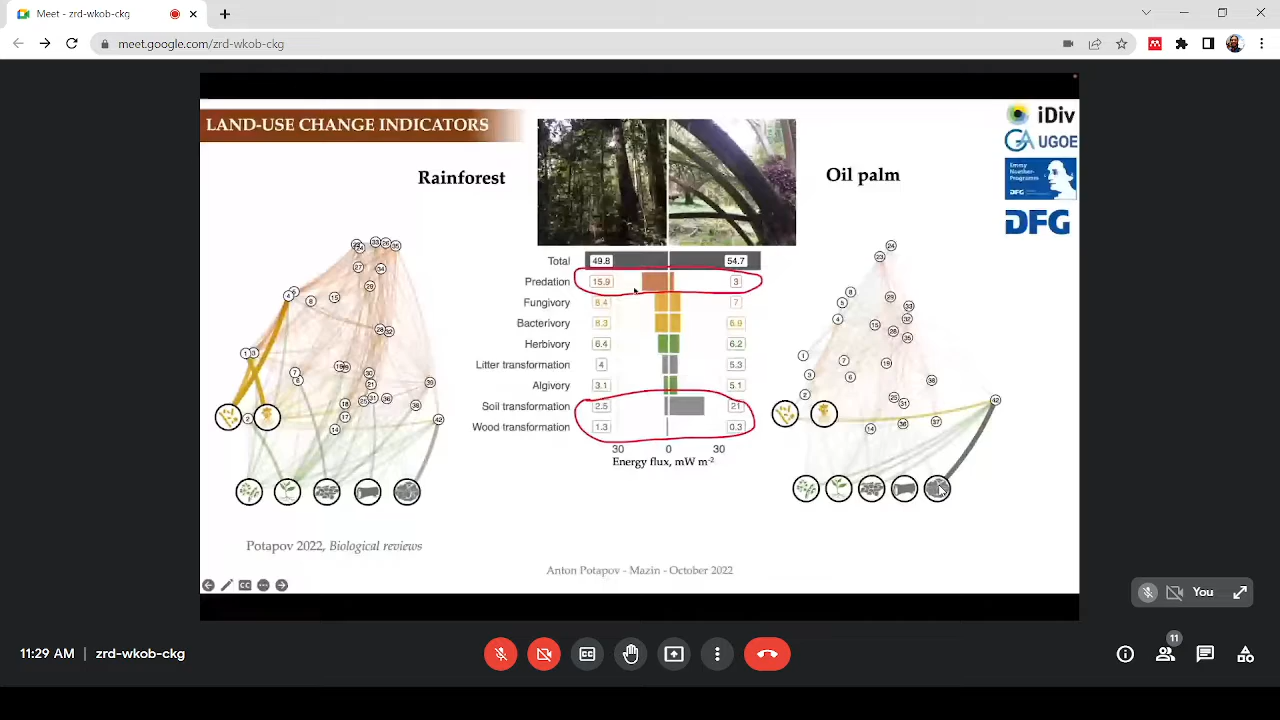 Meet - zrd-wkob-ckg
meet.google.com/zrd-wkob-ckg
LAND-USE CHANGE INDICATORS
iDiv
UGOE
Emmy
Noether-
Programm
DFG
DFG
Rainforest
Oil palm
Total 49.8 54.7
Predation 15.9 3
Fungivory 8.4 7
Bacterivory 8.3 6.9
Herbivory 6.4 6.2
Litter transformation 4 5.3
Algivory 3.1 5.1
Soil transformation 2.5 21
Wood transformation 1.3 0.3
30 0 30
Energy flux, mW m-2
Potapov 2022, Biological reviews
Anton Potapov - Mazin - October 2022
CC
You
11:29 AM | zrd-wkob-ckg
CC
11